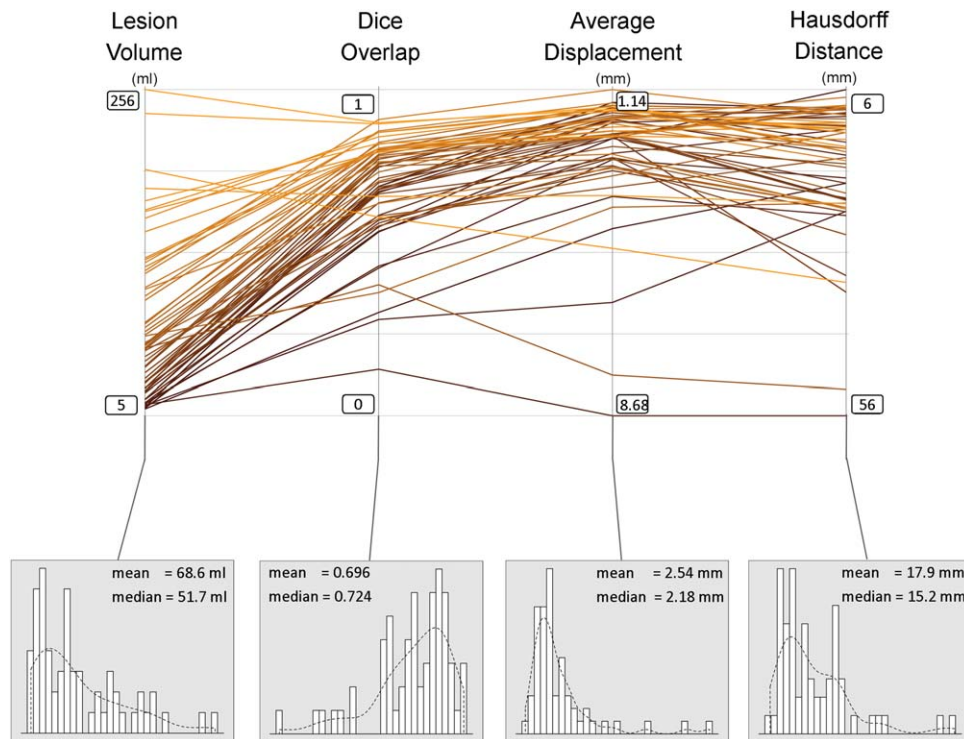 Lesion Volume
(ml)
Dice Overlap
Average Displacement
(mm)
Hausdorff Distance
(mm)
256
1
1.14
6
5
0
8.68
56
mean = 68.6 ml
median = 51.7 ml
mean = 0.696
median = 0.724
mean = 2.54 mm
median = 2.18 mm
mean = 17.9 mm
median = 15.2 mm